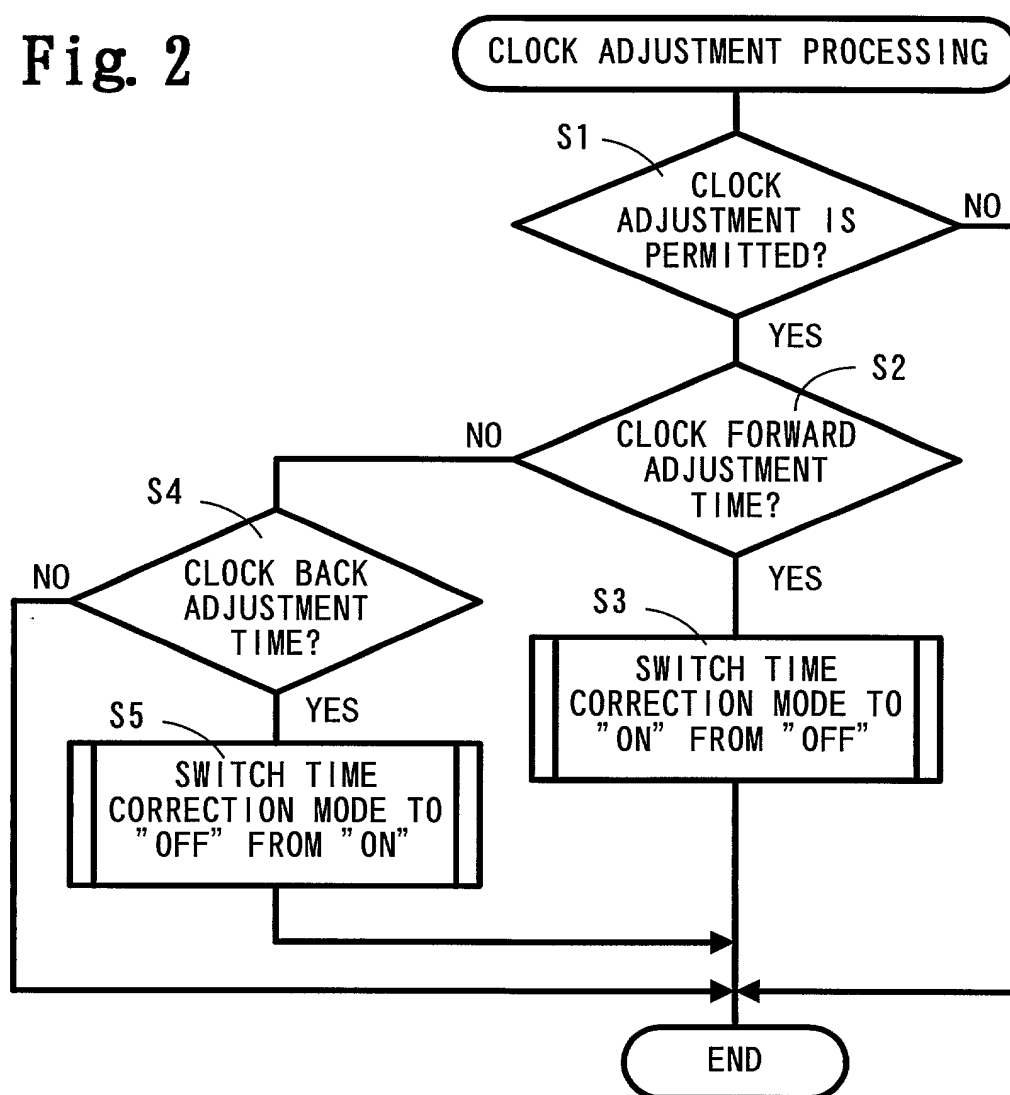 Fig. 2
CLOCK ADJUSTMENT PROCESSING
S1
CLOCK
ADJUSTMENT IS
PERMITTED?
NO
YES
S2
CLOCK FORWARD
ADJUSTMENT
TIME?
NO
YES
S4
CLOCK BACK
ADJUSTMENT
TIME?
NO
YES
S3
SWITCH TIME
CORRECTION MODE TO
"ON" FROM "OFF"
S5
SWITCH TIME
CORRECTION MODE TO
"OFF" FROM "ON"
END